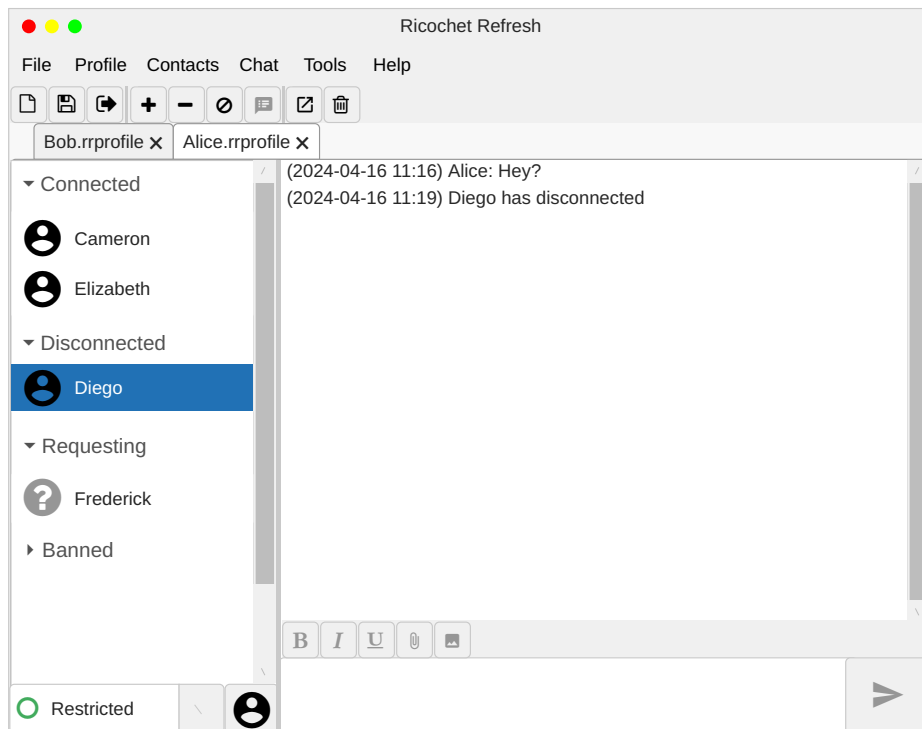 Ricochet Refresh
File Profile Contacts Chat Tools Help
Bob.rrprofile Alice.rrprofile
Connected
Cameron
Elizabeth
Disconnected
Diego
Requesting
Frederick
Banned
Restricted
(2024-04-16 11:16) Alice: Hey?
(2024-04-16 11:19) Diego has disconnected
B I U